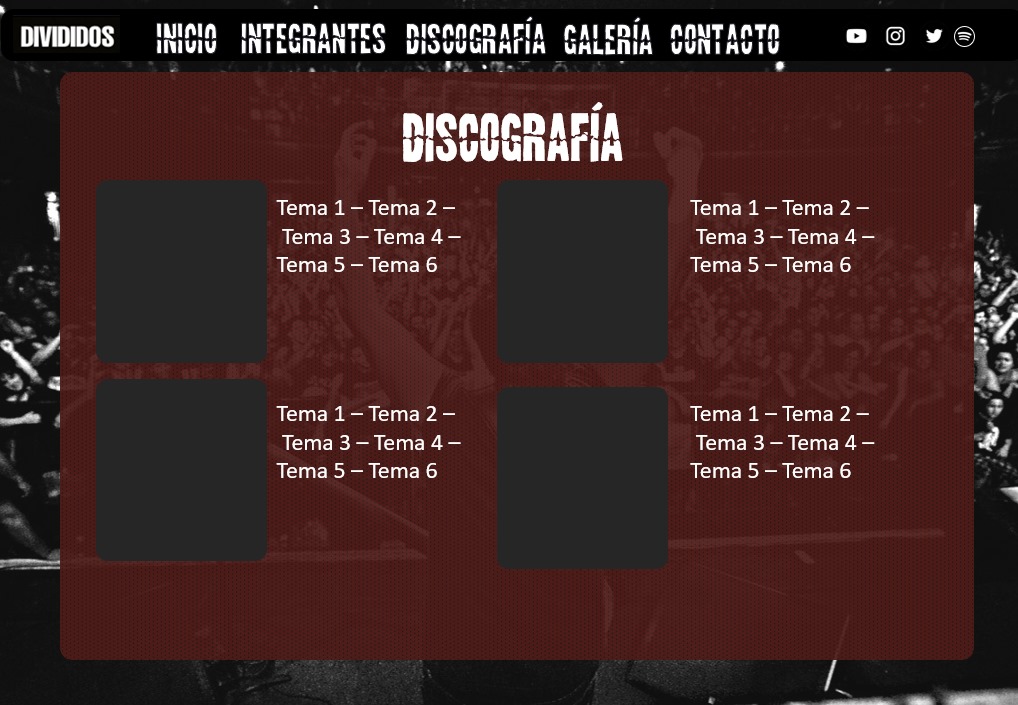 DIVIDIDOS INICIO INTEGRANTES DISCOGRAFÍA GALERÍA CONTACTO
DISCOGRAFÍA
Tema 1 – Tema 2 –
Tema 3 – Tema 4 –
Tema 5 – Tema 6
Tema 1 – Tema 2 –
Tema 3 – Tema 4 –
Tema 5 – Tema 6
Tema 1 – Tema 2 –
Tema 3 – Tema 4 –
Tema 5 – Tema 6
Tema 1 – Tema 2 –
Tema 3 – Tema 4 –
Tema 5 – Tema 6